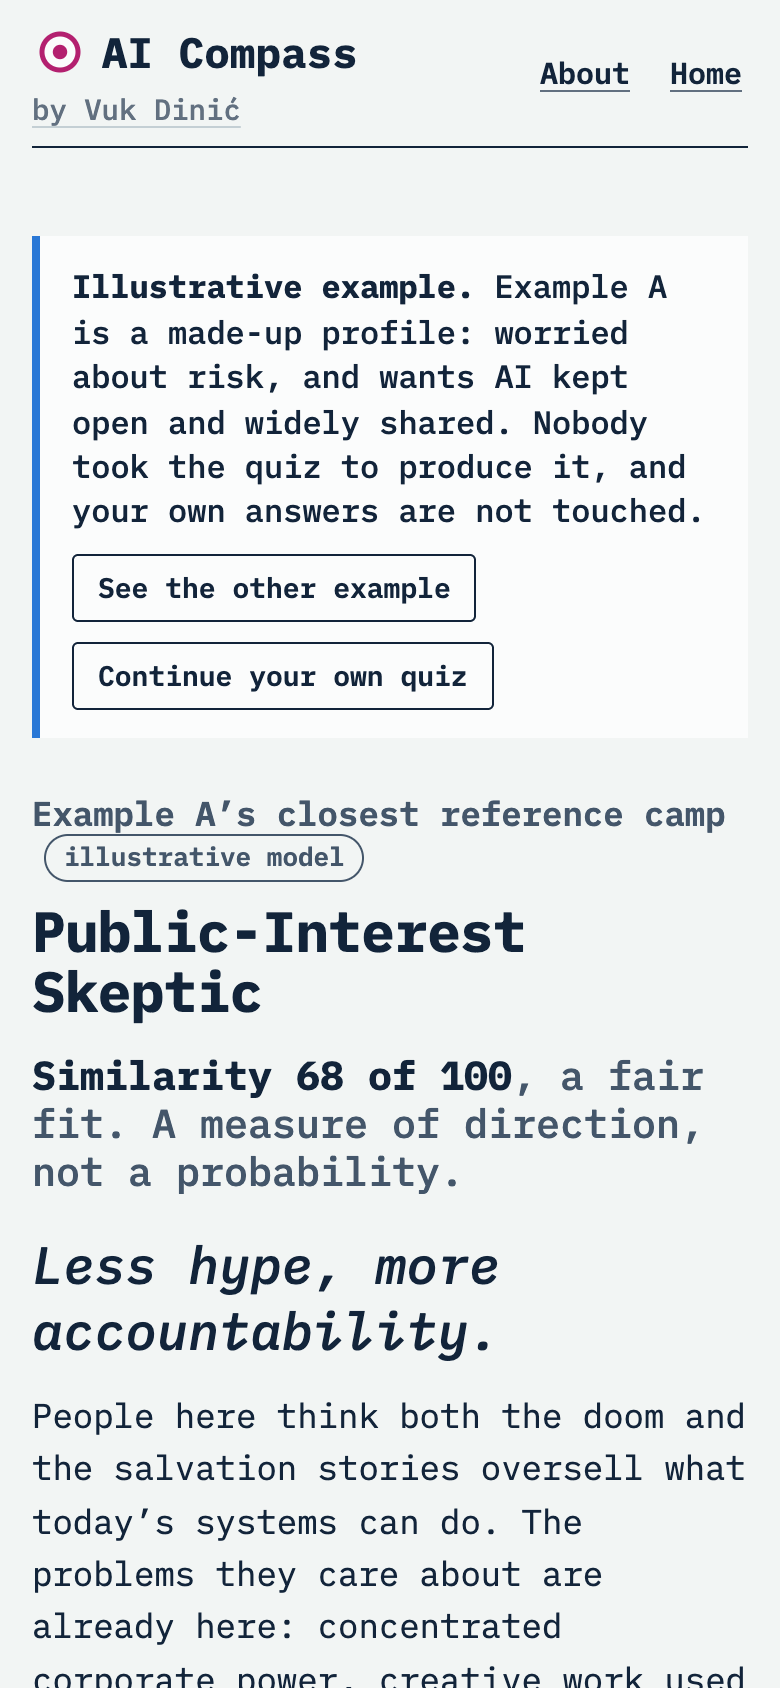 AI Compass
by Vuk Dinić
About Home
Illustrative example. Example A
is a made-up profile: worried
about risk, and wants AI kept
open and widely shared. Nobody
took the quiz to produce it, and
your own answers are not touched.
See the other example
Continue your own quiz
Example A’s closest reference camp
illustrative model
Public-Interest
Skeptic
Similarity 68 of 100, a fair
fit. A measure of direction,
not a probability.
Less hype, more
accountability.
People here think both the doom and
the salvation stories oversell what
today’s systems can do. The
problems they care about are
already here: concentrated
corporate power, creative work used